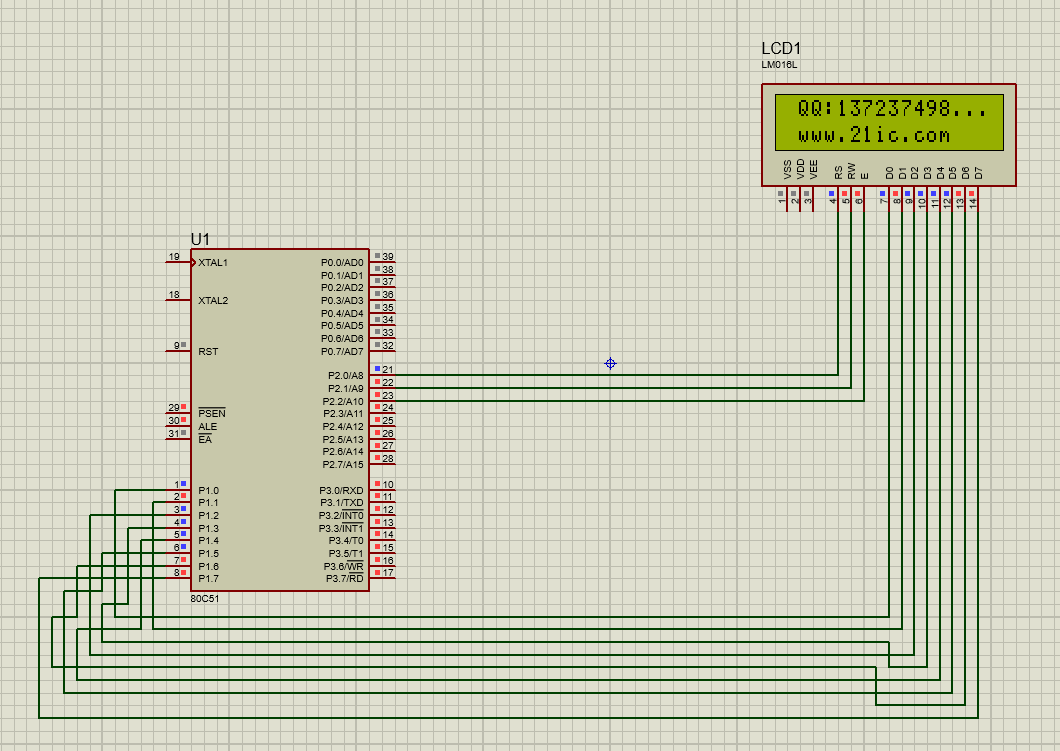 LCD1
LM016L
QQ:137237498...
www.21ic.com
VSS VDD VEE RS RW E D0 D1 D2 D3 D4 D5 D6 D7
1 2 3 4 5 6 7 8 9 10 11 12 13 14
U1
19 XTAL1 P0.0/AD0 39
P0.1/AD1 38
P0.2/AD2 37
18 XTAL2 P0.3/AD3 36
P0.4/AD4 35
P0.5/AD5 34
P0.6/AD6 33
9 RST P0.7/AD7 32
P2.0/A8 21
P2.1/A9 22
P2.2/A10 23
29 PSEN P2.3/A11 24
30 ALE P2.4/A12 25
31 EA P2.5/A13 26
P2.6/A14 27
P2.7/A15 28
1 P1.0 P3.0/RXD 10
2 P1.1 P3.1/TXD 11
3 P1.2 P3.2/INT0 12
4 P1.3 P3.3/INT1 13
5 P1.4 P3.4/T0 14
6 P1.5 P3.5/T1 15
7 P1.6 P3.6/WR 16
8 P1.7 P3.7/RD 17
80C51